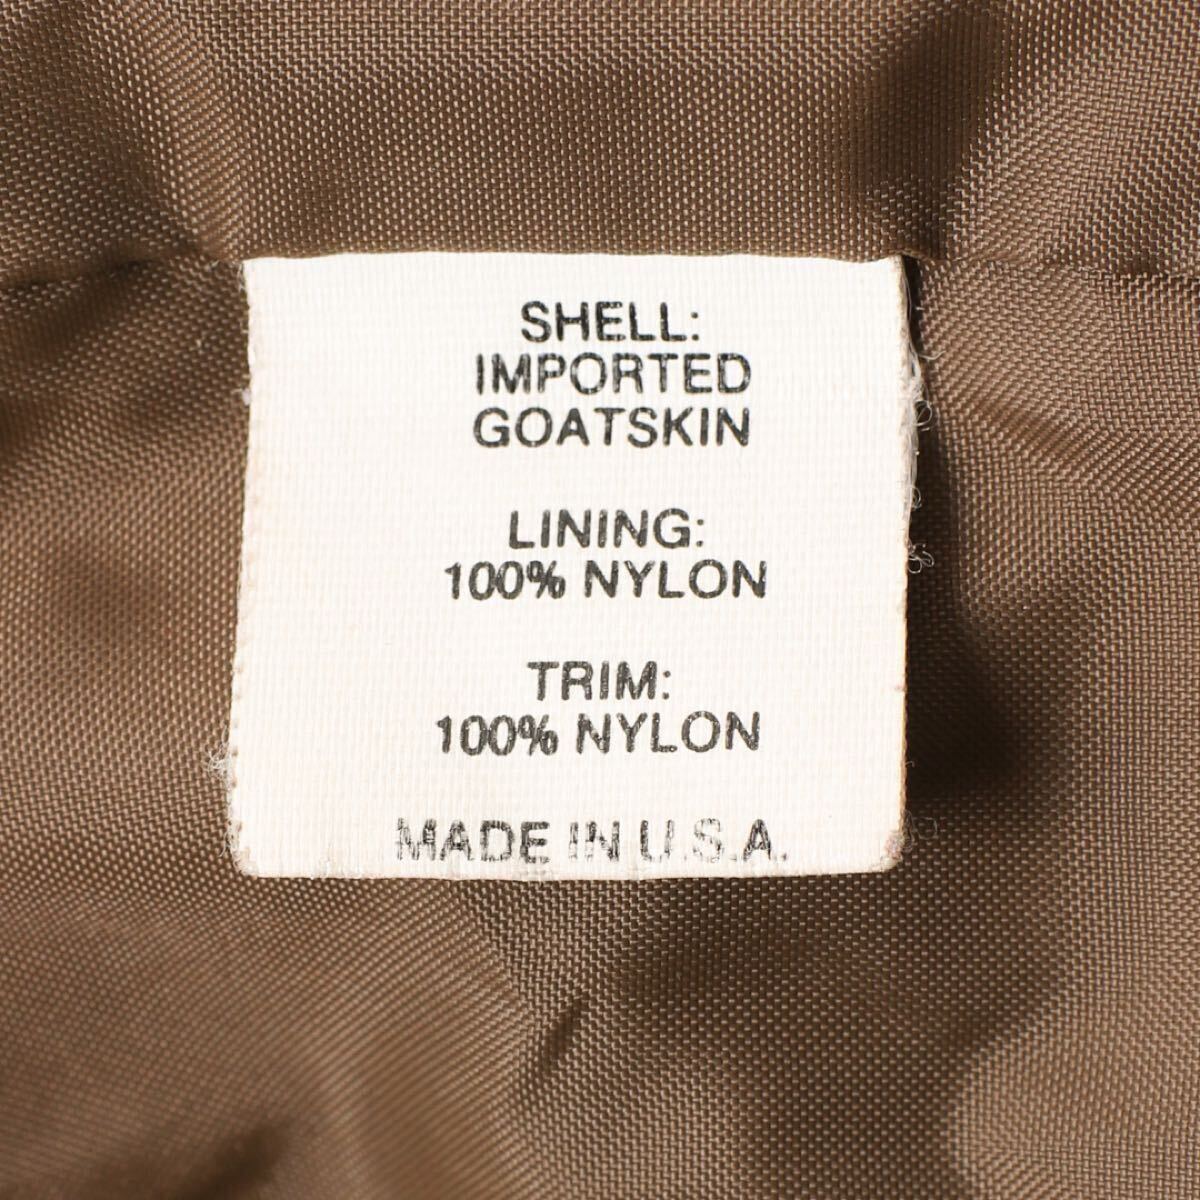 SHELL:
IMPORTED
GOATSKIN
LINING:
100% NYLON
TRIM:
100% NYLON
MADE IN U.S.A.